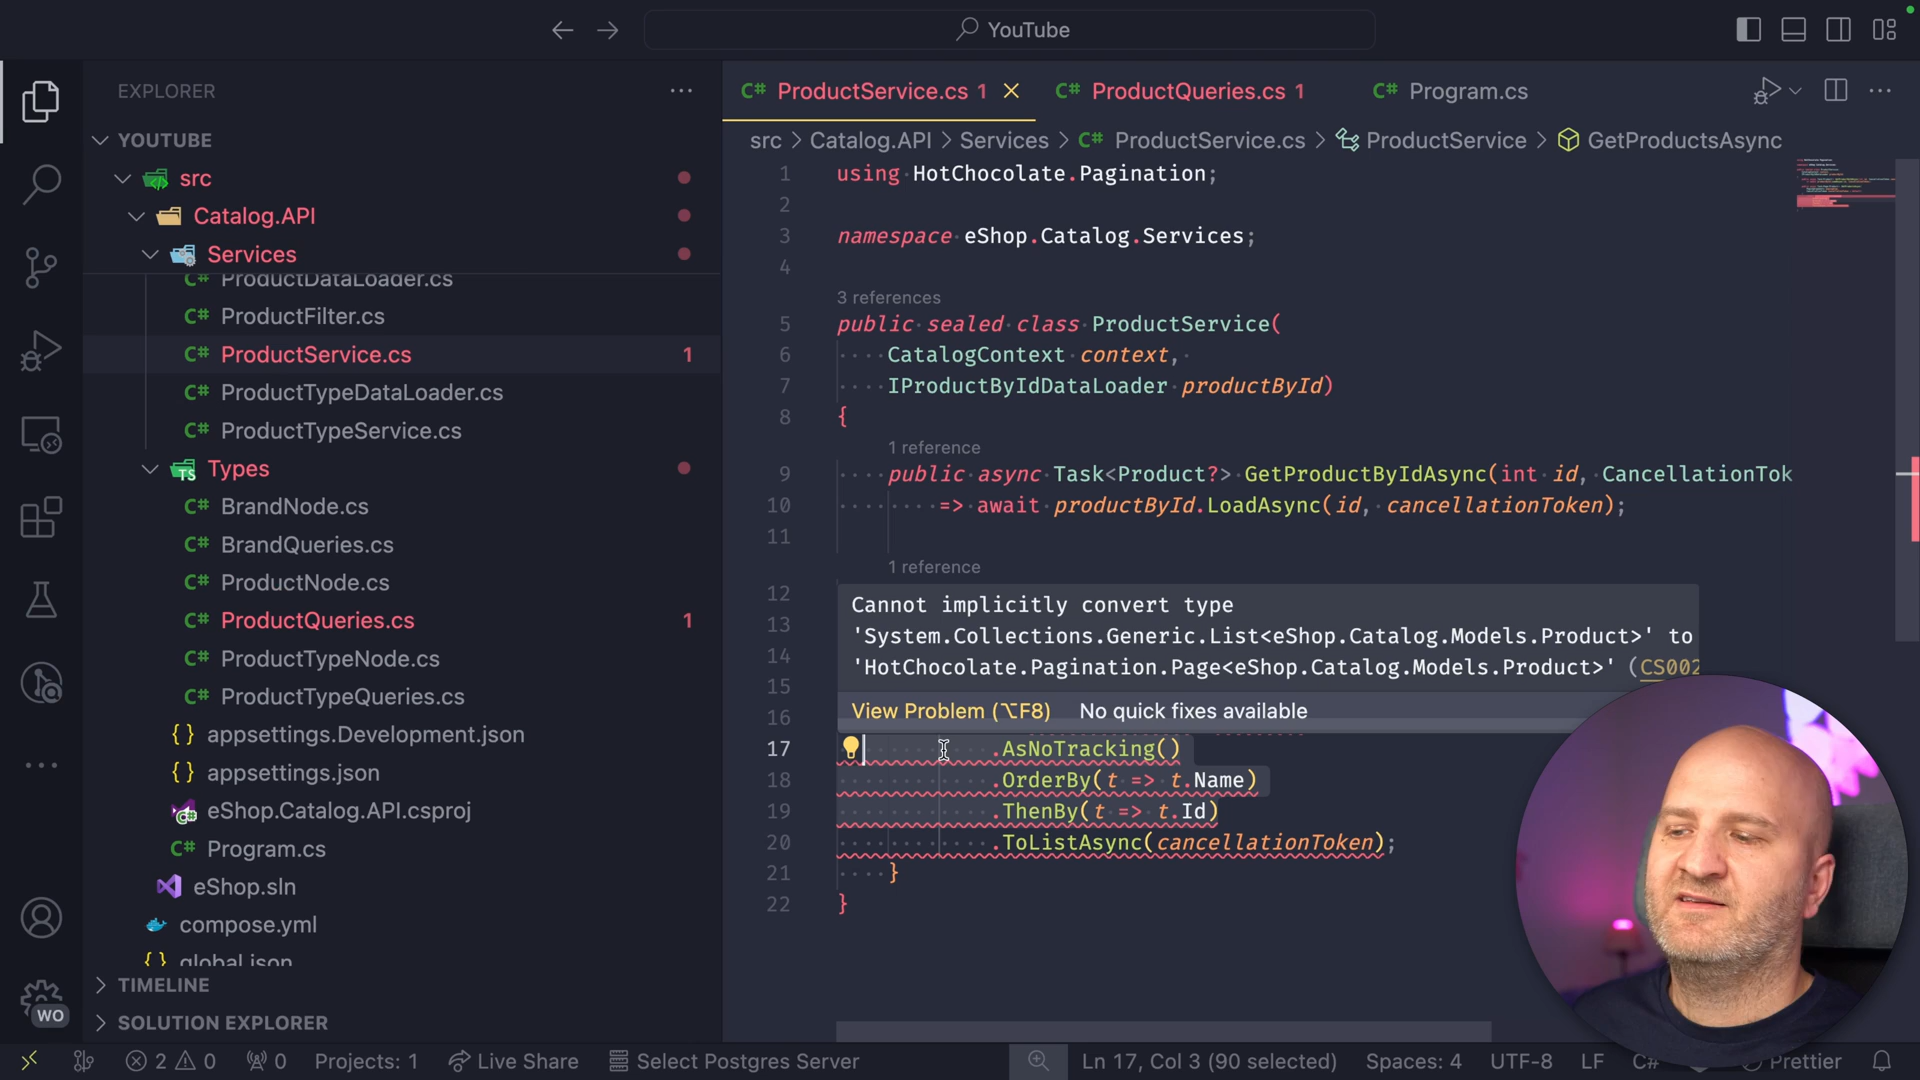 YouTube
EXPLORER
YOUTUBE
src
Catalog.API
Services
ProductDataLoader.cs
ProductFilter.cs
ProductService.cs 1
ProductTypeDataLoader.cs
ProductTypeService.cs
Types
BrandNode.cs
BrandQueries.cs
ProductNode.cs
ProductQueries.cs 1
ProductTypeNode.cs
ProductTypeQueries.cs
{} appsettings.Development.json
{} appsettings.json
eShop.Catalog.API.csproj
C# Program.cs
eShop.sln
compose.yml
{} global.json
TIMELINE
SOLUTION EXPLORER
WO
C# ProductService.cs 1
C# ProductQueries.cs 1
C# Program.cs
src > Catalog.API > Services > C# ProductService.cs > ProductService > GetProductsAsync
1 using HotChocolate.Pagination;
2
3 namespace eShop.Catalog.Services;
4
3 references
5 public sealed class ProductService(
6 CatalogContext context,
7 IProductByIdDataLoader productById)
8 {
1 reference
9 public async Task<Product?> GetProductByIdAsync(int id, CancellationTok
10 => await productById.LoadAsync(id, cancellationToken);
11
1 reference
12
13
14
15
16
Cannot implicitly convert type
'System.Collections.Generic.List<eShop.Catalog.Models.Product>' to
'HotChocolate.Pagination.Page<eShop.Catalog.Models.Product>' (CS002
View Problem (⌥F8) No quick fixes available
17 .AsNoTracking()
18 .OrderBy(t => t.Name)
19 .ThenBy(t => t.Id)
20 .ToListAsync(cancellationToken);
21 }
22 }
2 0 0 Projects: 1 Live Share Select Postgres Server Ln 17, Col 3 (90 selected) Spaces: 4 UTF-8 LF C# Prettier